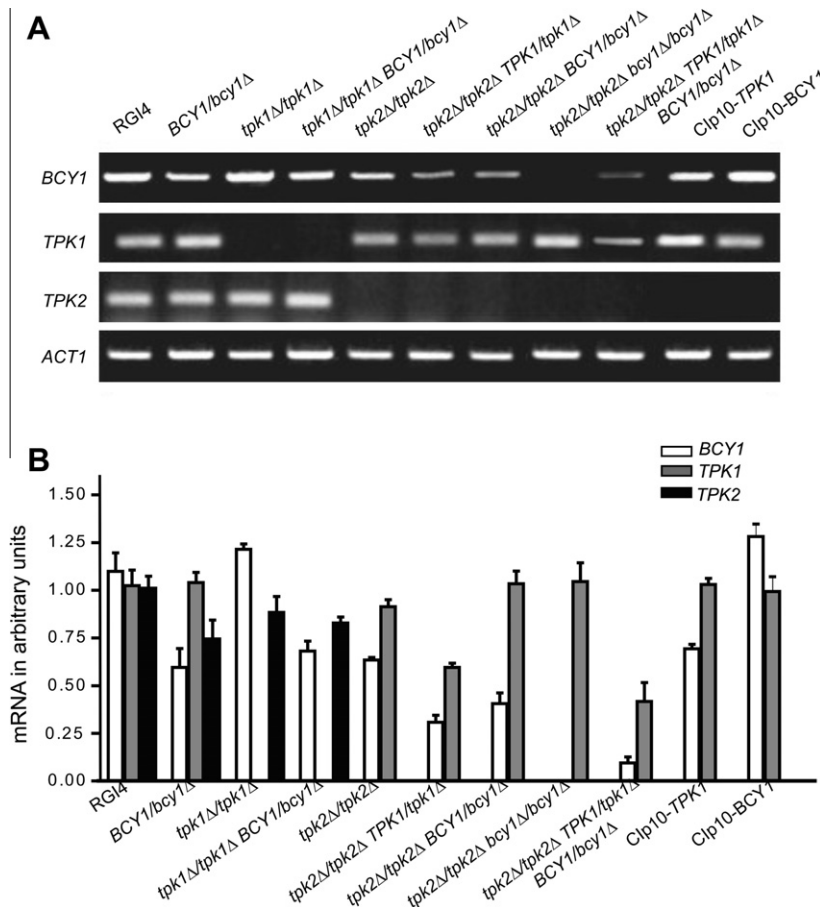 A
RGI4
BCY1/bcy1Δ
tpk1Δ/tpk1Δ
tpk1Δ/tpk1Δ BCY1/bcy1Δ
tpk2Δ/tpk2Δ
tpk2Δ/tpk2Δ TPK1/tpk1Δ
tpk2Δ/tpk2Δ BCY1/bcy1Δ
tpk2Δ/tpk2Δ bcy1Δ/bcy1Δ
tpk2Δ/tpk2Δ TPK1/tpk1Δ
BCY1/bcy1Δ
CIp10-TPK1
CIp10-BCY1
BCY1
TPK1
TPK2
ACT1
B
BCY1
TPK1
TPK2
mRNA in arbitrary units
1.50
1.25
1.00
0.75
0.50
0.25
0.00
RGI4
BCY1/bcy1Δ
tpk1Δ/tpk1Δ
tpk1Δ/tpk1Δ BCY1/bcy1Δ
tpk2Δ/tpk2Δ
tpk2Δ/tpk2Δ TPK1/tpk1Δ
tpk2Δ/tpk2Δ BCY1/bcy1Δ
tpk2Δ/tpk2Δ bcy1Δ/bcy1Δ
tpk2Δ/tpk2Δ TPK1/tpk1Δ
BCY1/bcy1Δ
CIp10-TPK1
CIp10-BCY1